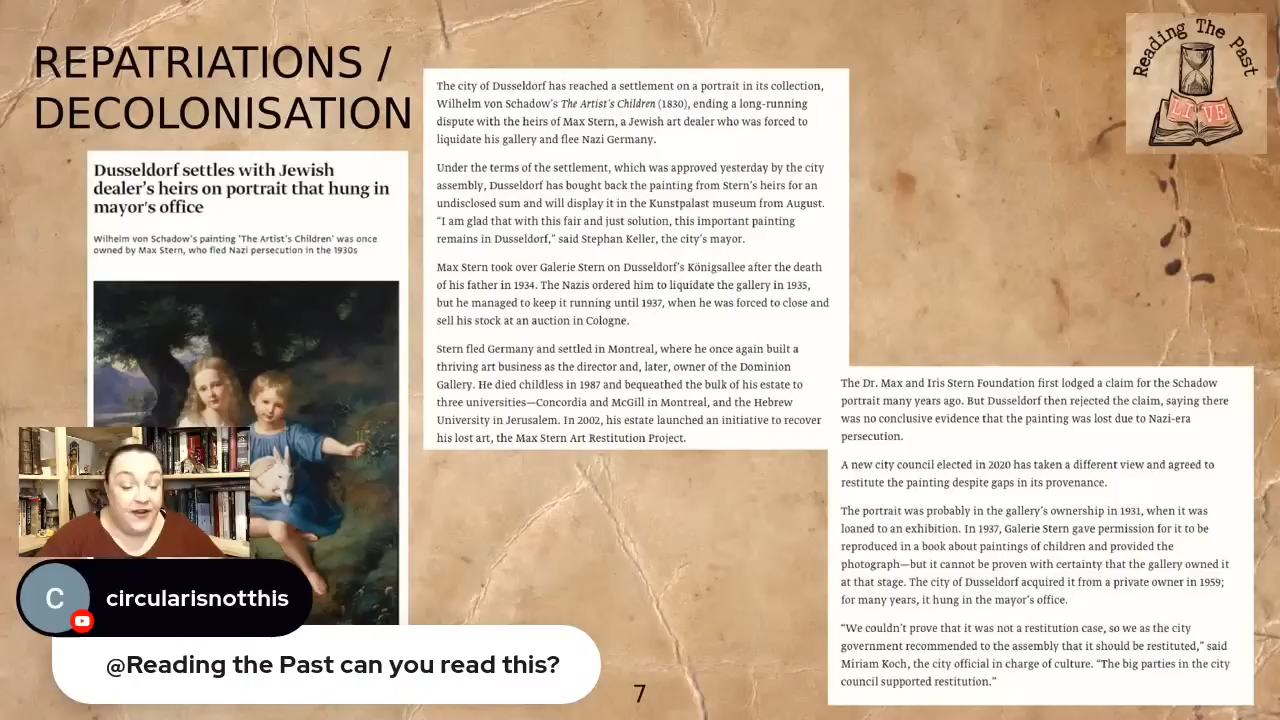 REPATRIATIONS /
DECOLONISATION
Reading The Past
LIVE
Dusseldorf settles with Jewish
dealer's heirs on portrait that hung in
mayor's office
Wilhelm von Schadow's painting 'The Artist's Children' was once
owned by Max Stern, who fled Nazi persecution in the 1930s
The city of Dusseldorf has reached a settlement on a portrait in its collection,
Wilhelm von Schadow's The Artist's Children (1830), ending a long-running
dispute with the heirs of Max Stern, a Jewish art dealer who was forced to
liquidate his gallery and flee Nazi Germany.
Under the terms of the settlement, which was approved yesterday by the city
assembly, Dusseldorf has bought back the painting from Stern's heirs for an
undisclosed sum and will display it in the Kunstpalast museum from August.
“I am glad that with this fair and just solution, this important painting
remains in Dusseldorf,” said Stephan Keller, the city's mayor.
Max Stern took over Galerie Stern on Dusseldorf's Königsallee after the death
of his father in 1934. The Nazis ordered him to liquidate the gallery in 1935,
but he managed to keep it running until 1937, when he was forced to close and
sell his stock at an auction in Cologne.
Stern fled Germany and settled in Montreal, where he once again built a
thriving art business as the director and, later, owner of the Dominion
Gallery. He died childless in 1987 and bequeathed the bulk of his estate to
three universities—Concordia and McGill in Montreal, and the Hebrew
University in Jerusalem. In 2002, his estate launched an initiative to recover
his lost art, the Max Stern Art Restitution Project.
The Dr. Max and Iris Stern Foundation first lodged a claim for the Schadow
portrait many years ago. But Dusseldorf then rejected the claim, saying there
was no conclusive evidence that the painting was lost due to Nazi-era
persecution.
A new city council elected in 2020 has taken a different view and agreed to
restitute the painting despite gaps in its provenance.
The portrait was probably in the gallery's ownership in 1931, when it was
loaned to an exhibition. In 1937, Galerie Stern gave permission for it to be
reproduced in a book about paintings of children and provided the
photograph—but it cannot be proven with certainty that the gallery owned it
at that stage. The city of Dusseldorf acquired it from a private owner in 1959;
for many years, it hung in the mayor's office.
“We couldn't prove that it was not a restitution case, so we as the city
government recommended to the assembly that it should be restituted,” said
Miriam Koch, the city official in charge of culture. “The big parties in the city
council supported restitution.”
C
circularisnotthis
@Reading the Past can you read this?
7